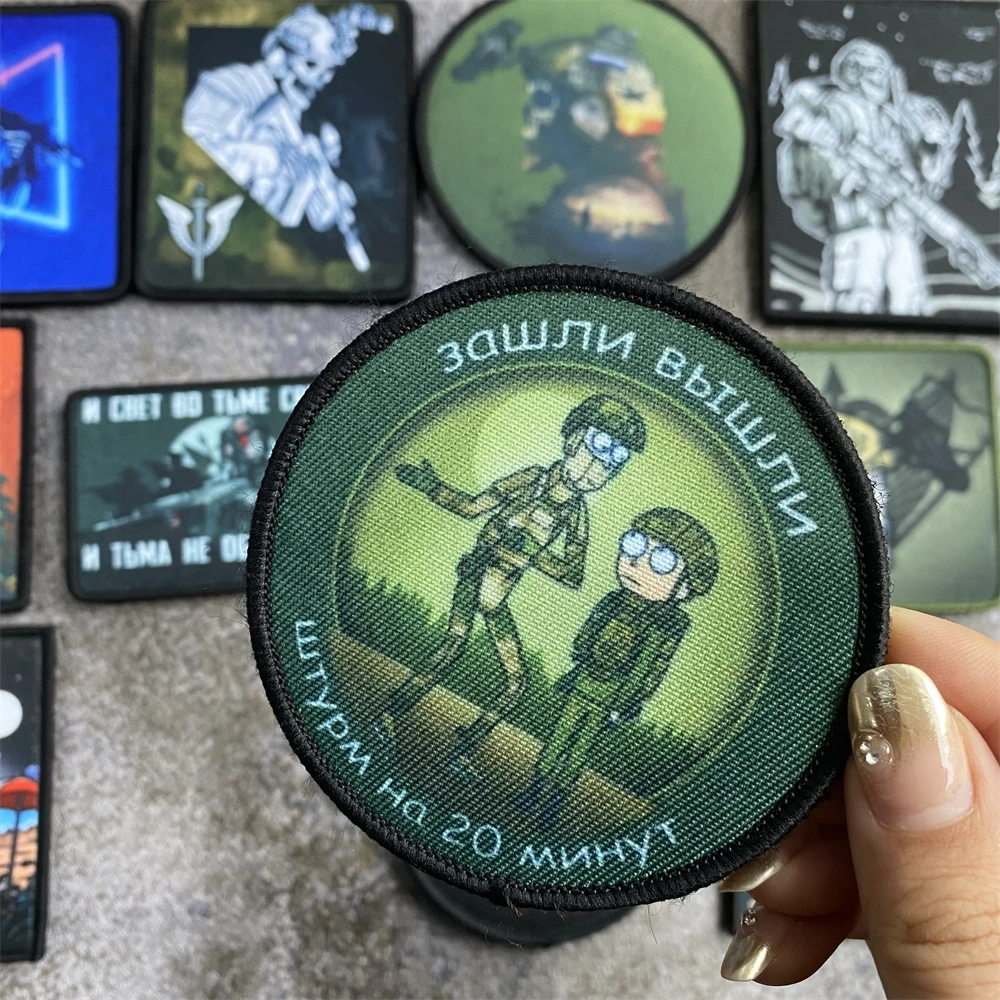 зашли вышли
штурм на 20 минут
И СВЕТ ВО ТЬМЕ
И ТЬМА НЕ